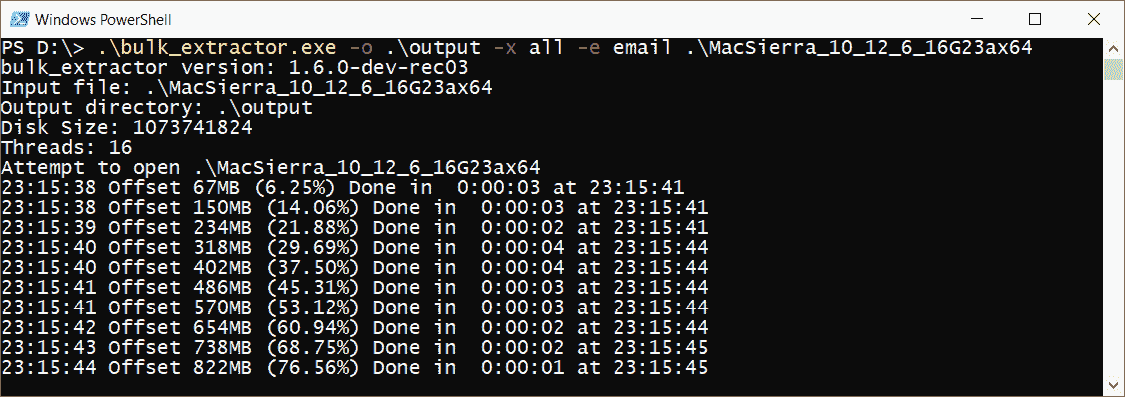 Windows PowerShell
PS D:\> .\bulk_extractor.exe -o .\output -x all -e email .\MacSierra_10_12_6_16G23ax64
bulk_extractor version: 1.6.0-dev-rec03
Input file: .\MacSierra_10_12_6_16G23ax64
Output directory: .\output
Disk Size: 1073741824
Threads: 16
Attempt to open .\MacSierra_10_12_6_16G23ax64
23:15:38 Offset 67MB (6.25%) Done in  0:00:03 at 23:15:41
23:15:38 Offset 150MB (14.06%) Done in  0:00:03 at 23:15:41
23:15:39 Offset 234MB (21.88%) Done in  0:00:02 at 23:15:41
23:15:40 Offset 318MB (29.69%) Done in  0:00:04 at 23:15:44
23:15:40 Offset 402MB (37.50%) Done in  0:00:04 at 23:15:44
23:15:41 Offset 486MB (45.31%) Done in  0:00:03 at 23:15:44
23:15:41 Offset 570MB (53.12%) Done in  0:00:03 at 23:15:44
23:15:42 Offset 654MB (60.94%) Done in  0:00:02 at 23:15:44
23:15:43 Offset 738MB (68.75%) Done in  0:00:02 at 23:15:45
23:15:44 Offset 822MB (76.56%) Done in  0:00:01 at 23:15:45